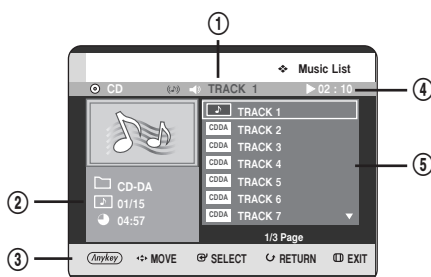 ①
❖ Music List
CD TRACK 1 02 : 10
④
TRACK 1
CDDA TRACK 2
CDDA TRACK 3
CDDA TRACK 4
CDDA TRACK 5
CDDA TRACK 6
CDDA TRACK 7
⑤
CD-DA
01/15
04:57
②
1/3 Page
③
Anykey MOVE SELECT RETURN EXIT